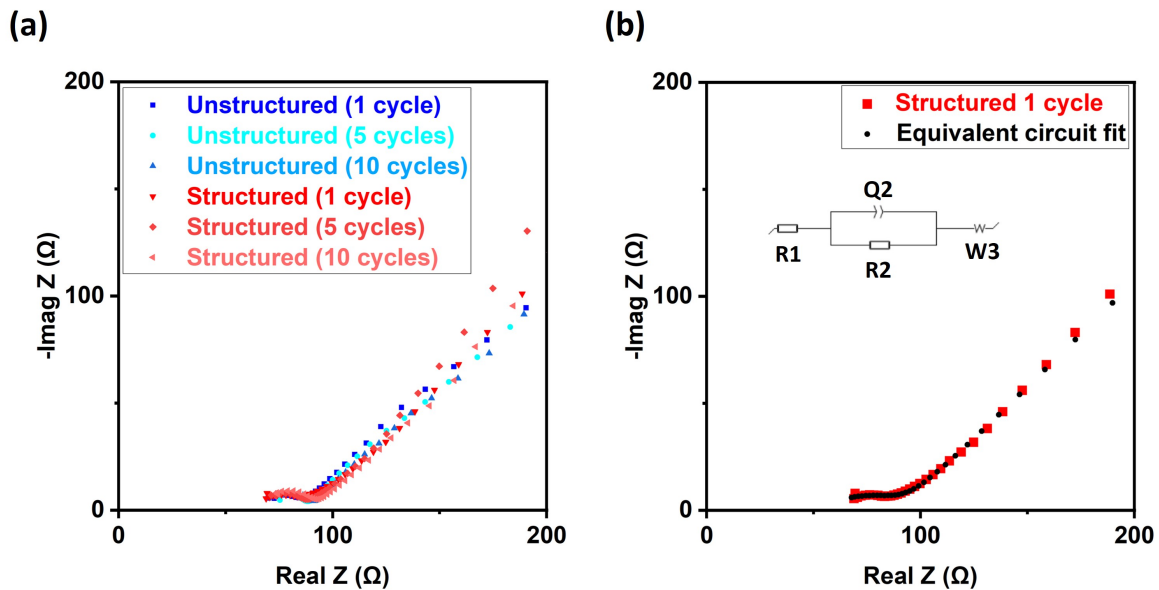 (a)
200
100
0
0
100
200
-Imag Z (Ω)
Real Z (Ω)
Unstructured (1 cycle)
Unstructured (5 cycles)
Unstructured (10 cycles)
Structured (1 cycle)
Structured (5 cycles)
Structured (10 cycles)
(b)
200
100
0
0
100
200
-Imag Z (Ω)
Real Z (Ω)
Structured 1 cycle
Equivalent circuit fit
Q2
R1
R2
W3